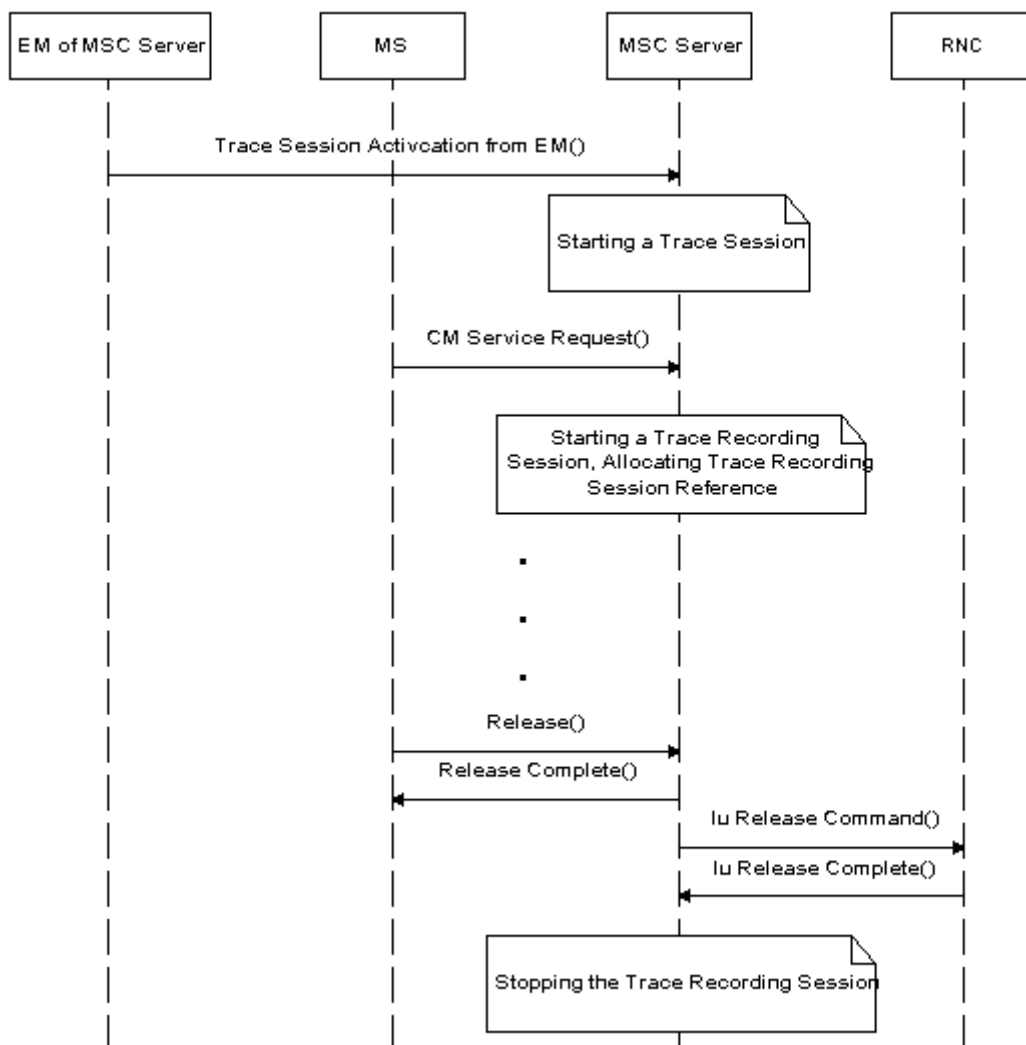 EM of MSC Server
MS
MSC Server
RNC
Trace Session Activcation from EM()
Starting a Trace Session
CM Service Request()
Starting a Trace Recording
Session, Allocating Trace Recording
Session Reference
Release()
Release Complete()
Iu Release Command()
Iu Release Complete()
Stopping the Trace Recording Session